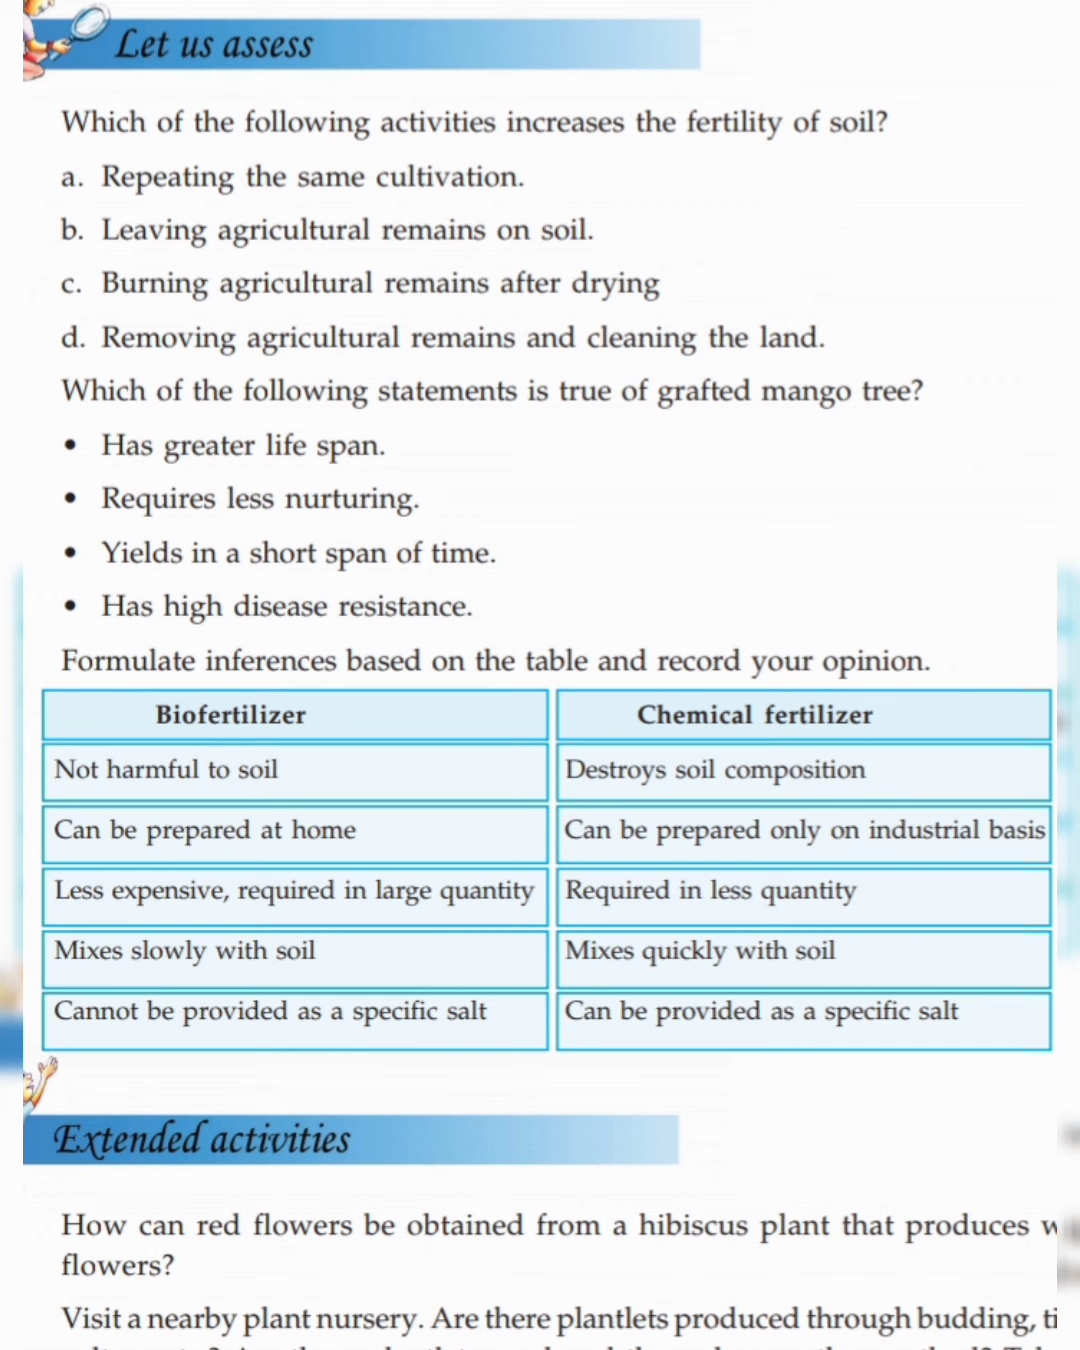 Let us assess
Which of the following activities increases the fertility of soil?
a. Repeating the same cultivation.
b. Leaving agricultural remains on soil.
c. Burning agricultural remains after drying
d. Removing agricultural remains and cleaning the land.
Which of the following statements is true of grafted mango tree?
• Has greater life span.
• Requires less nurturing.
• Yields in a short span of time.
• Has high disease resistance.
Formulate inferences based on the table and record your opinion.
Biofertilizer Chemical fertilizer
Not harmful to soil Destroys soil composition
Can be prepared at home Can be prepared only on industrial basis
Less expensive, required in large quantity Required in less quantity
Mixes slowly with soil Mixes quickly with soil
Cannot be provided as a specific salt Can be provided as a specific salt
Extended activities
How can red flowers be obtained from a hibiscus plant that produces
flowers?
Visit a nearby plant nursery. Are there plantlets produced through budding,